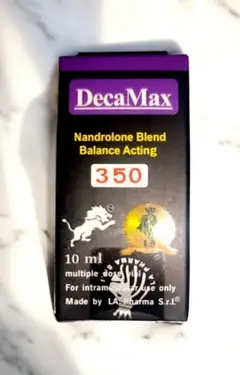 DecaMax
Nandrolone Blend
Balance Acting
350
10 ml
multiple dose vial
For intramuscular use only
Made by LA Pharma S.r.l.®